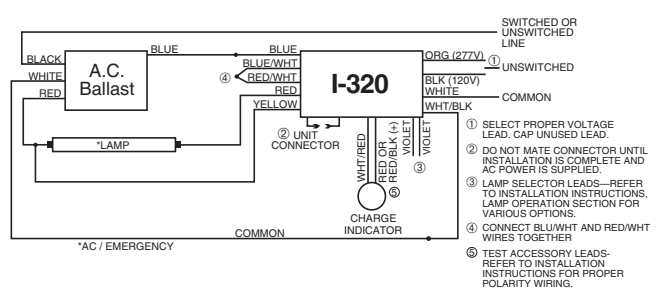 SWITCHED OR
UNSWITCHED
LINE
BLACK
BLUE
BLUE
ORG (277V)
①
UNSWITCHED
WHITE
A.C.
Ballast
④
BLUE/WHT
RED/WHT
I-320
BLK (120V)
RED
RED
WHITE
COMMON
YELLOW
WHT/BLK
② UNIT
CONNECTOR
*LAMP
WHT/RED
RED OR
RED/BLK (+)
VIOLET
VIOLET
③
⑤
CHARGE
INDICATOR
COMMON
*AC / EMERGENCY
① SELECT PROPER VOLTAGE
LEAD. CAP UNUSED LEAD.
② DO NOT MATE CONNECTOR UNTIL
INSTALLATION IS COMPLETE AND
AC POWER IS SUPPLIED.
③ LAMP SELECTOR LEADS—REFER
TO INSTALLATION INSTRUCTIONS,
LAMP OPERATION SECTION FOR
VARIOUS OPTIONS.
④ CONNECT BLU/WHT AND RED/WHT
WIRES TOGETHER
⑤ TEST ACCESSORY LEADS-
REFER TO INSTALLATION
INSTRUCTIONS FOR PROPER
POLARITY WIRING.